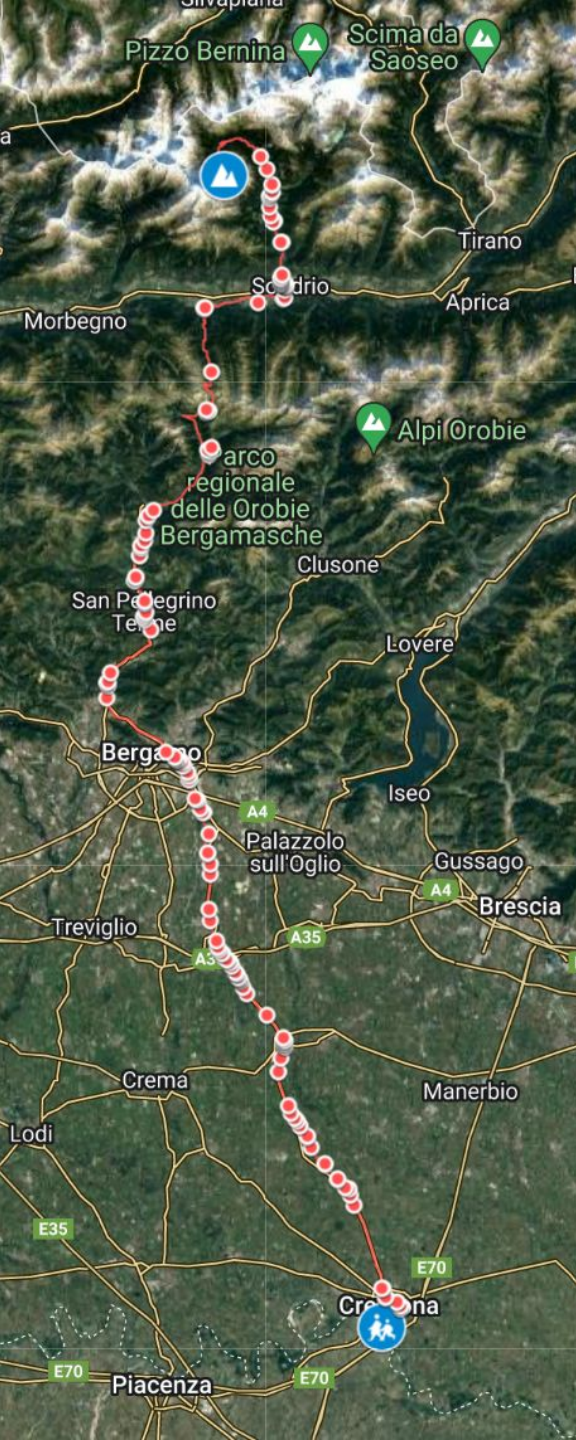 Silvaplana
Pizzo Bernina
Scima da
Saoseo
a
Tirano
Sondrio
Aprica
Morbegno
Alpi Orobie
arco
regionale
delle Orobie
Bergamasche
Clusone
San Pellegrino
Terme
Lovere
Bergamo
Iseo
A4
Palazzolo
sull'Oglio
Gussago
A4
Brescia
Treviglio
A35
A3
Crema
Manerbio
Lodi
E35
E70
Cremona
E70
E70
Piacenza